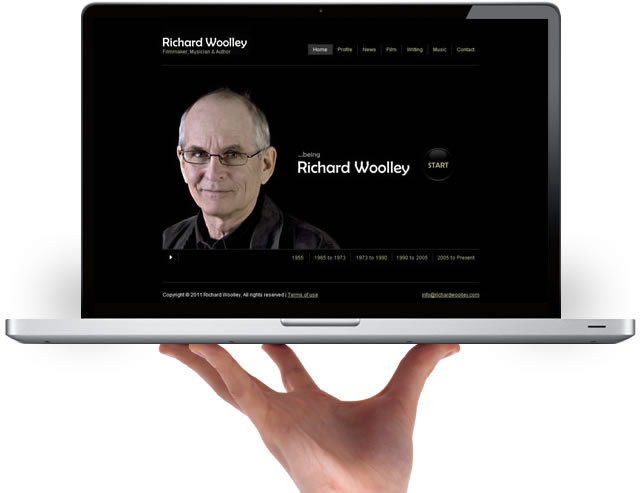 Richard Woolley
Filmmaker, Musician & Author
Home Profile News Film Writing Music Contact
...being
Richard Woolley
START
1955 1965 to 1973 1973 to 1980 1990 to 2005 2005 to Present
Copyright © 2011 Richard Woolley, All rights reserved | Terms of use
info@richardwoolley.com